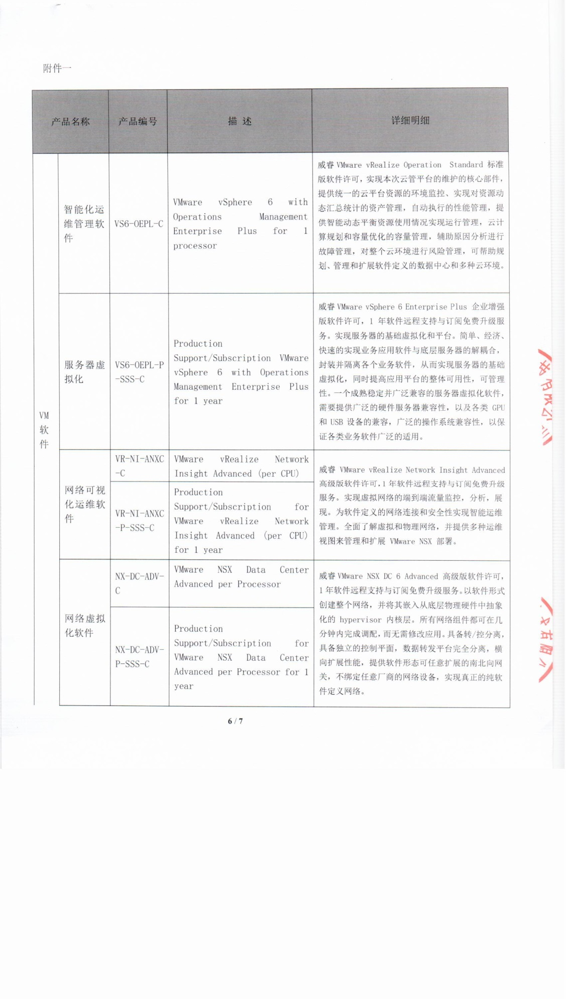 附件一
产品名称 产品编号 描 述 详细明细
VM
软
件
智能化运
维管理软
件
VS6-OEPL-C
VMware vSphere 6 with
Operations Management
Enterprise Plus for 1
processor
威睿 VMware vRealize Operation Standard 标准
版软件许可，实现本次云管平台的维护的核心部件，
提供统一的云平台资源的环境监控、实现对资源动
态汇总统计的资产管理，自动执行的性能管理，提
供智能动态平衡资源使用情况实现运行管理，云计
算规划和容量优化的容量管理，辅助原因分析进行
故障管理，对整个云环境进行风险管理，可帮助规
划、管理和扩展软件定义的数据中心和多种云环境。
服务器虚
拟化
VS6-OEPL-P
-SSS-C
Production
Support/Subscription VMware
vSphere 6 with Operations
Management Enterprise Plus
for 1 year
威睿 VMware vSphere 6 Enterprise Plus 企业增强
版软件许可，1 年软件远程支持与订阅免费升级服
务。实现服务器的基础虚拟化和平台。简单、经济、
快速的实现业务应用软件与底层服务器的解耦合，
封装并隔离各个业务软件，从而实现服务器的基础
虚拟化，同时提高应用平台的整体可用性，可管理
性。一个成熟稳定并广泛兼容的服务器虚拟化软件，
需要提供广泛的硬件服务器兼容性，以及各类 GPU
和 USB 设备的兼容，广泛的操作系统兼容性，以保
证各类业务软件广泛的适用。
网络可视
化运维软
件
VR-NI-ANXC
-C
VMware vRealize Network
Insight Advanced (per CPU)
VR-NI-ANXC
-P-SSS-C
Production
Support/Subscription for
VMware vRealize Network
Insight Advanced (per CPU)
for 1 year
威睿 VMware vRealize Network Insight Advanced
高级版软件许可，1 年软件远程支持与订阅免费升级
服务。实现虚拟网络的端到端流量监控，分析，展
现。为软件定义的网络连接和安全性实现智能运维
管理。全面了解虚拟和物理网络，并提供多种运维
视图来管理和扩展 VMware NSX 部署。
网络虚拟
化软件
NX-DC-ADV-
C
VMware NSX Data Center
Advanced per Processor
NX-DC-ADV-
P-SSS-C
Production
Support/Subscription for
VMware NSX Data Center
Advanced per Processor for 1
year
威睿 VMware NSX DC 6 Advanced 高级版软件许可，
1 年软件远程支持与订阅免费升级服务。以软件形式
创建整个网络，并将其嵌入从底层物理硬件中抽象
化的 hypervisor 内核层。所有网络组件都可在几
分钟内完成调配，而无需修改应用。具备转/控分离，
具备独立的控制平面，数据转发平台完全分离，横
向扩展性能，提供软件形态可任意扩展的南北向网
关，不绑定任意厂商的网络设备，实现真正的纯软
件定义网络。
6 / 7